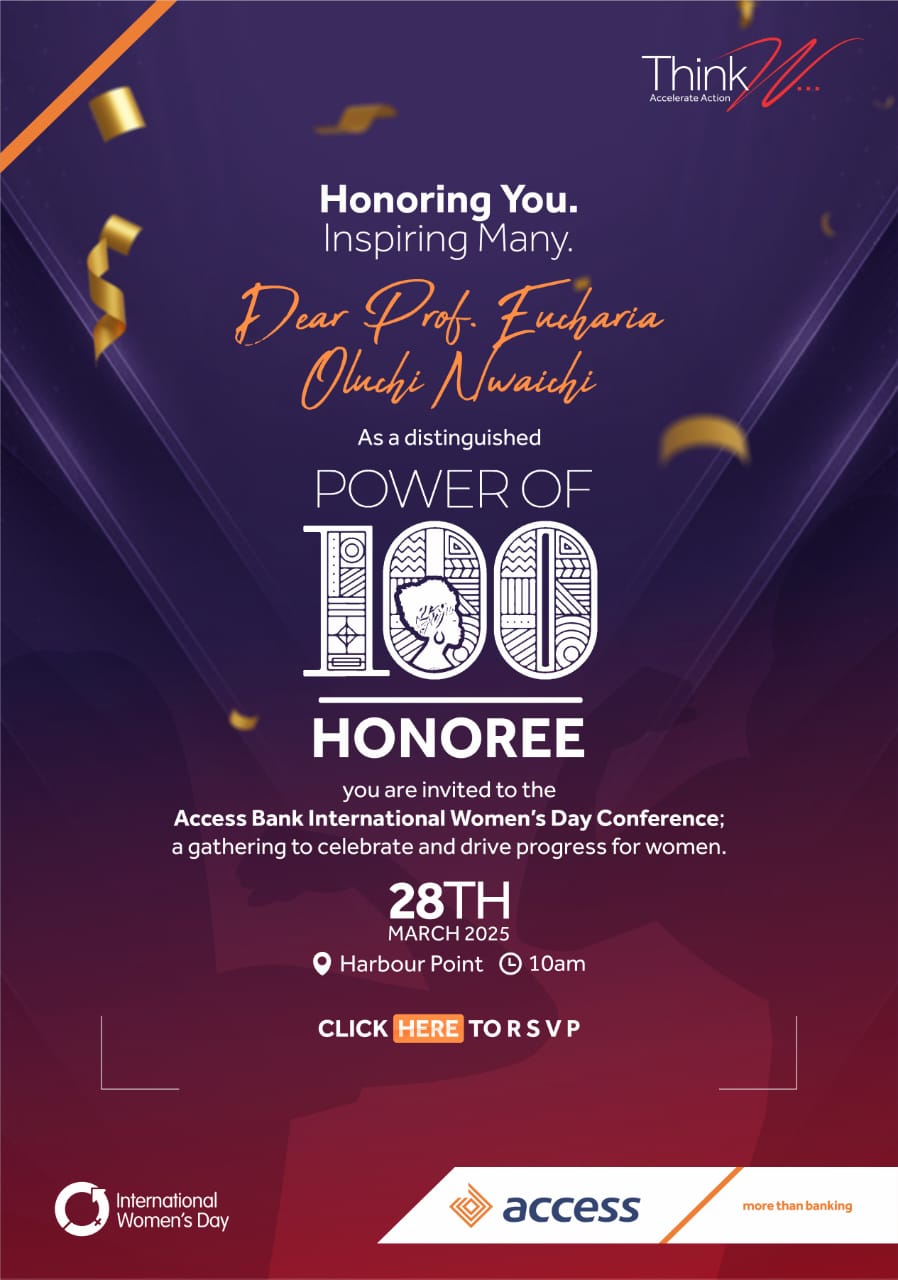 Think W...
Accelerate Action
Honoring You.
Inspiring Many.
Dear Prof. Eucharia
Oluchi Nwaichi
As a distinguished
POWER OF
100
HONOREE
you are invited to the
Access Bank International Women’s Day Conference;
a gathering to celebrate and drive progress for women.
28TH
MARCH 2025
Harbour Point 10am
CLICK HERE TO R S V P
International
Women’s Day
access
more than banking